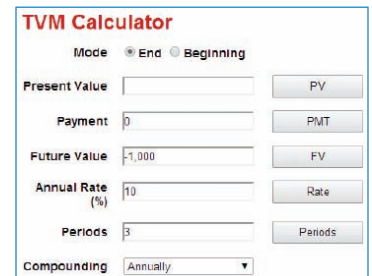 TVM Calculator
Mode End Beginning
Present Value PV
Payment 0 PMT
Future Value -1,000 FV
Annual Rate (%) 10 Rate
Periods 3 Periods
Compounding Annually